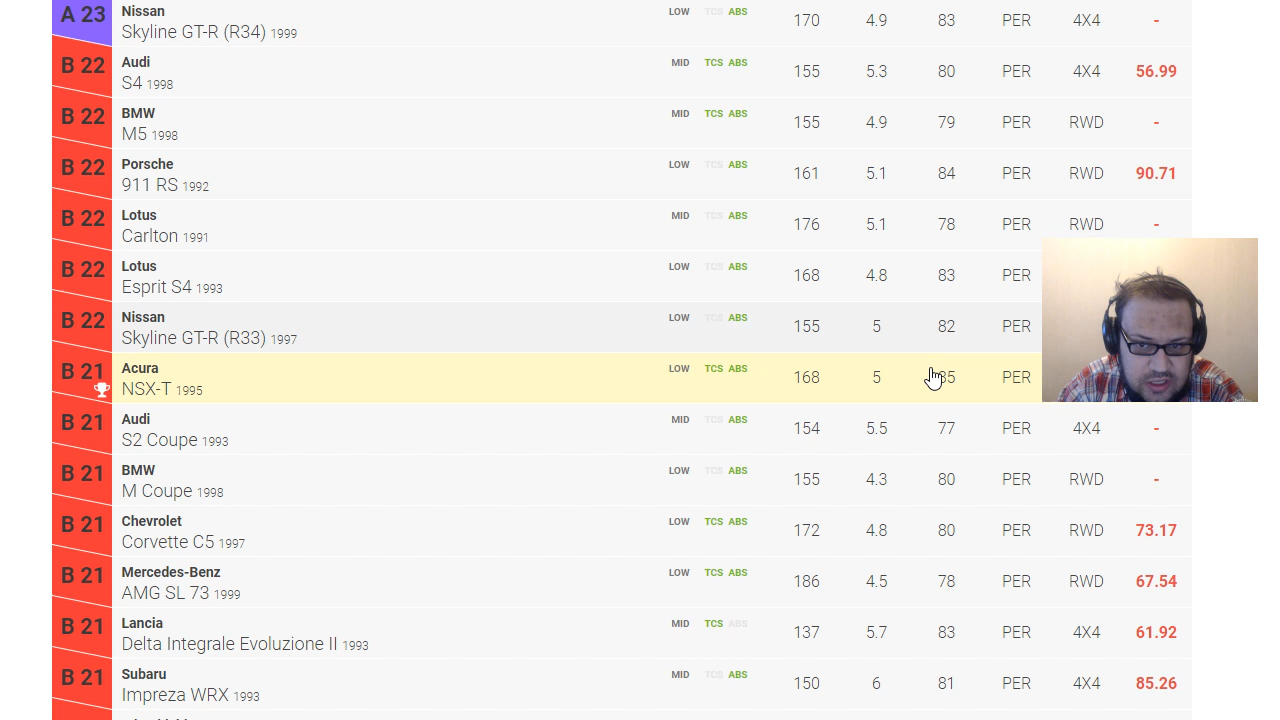 A 23 Nissan LOW TCS ABS 170 4.9 83 PER 4X4 -
Skyline GT-R (R34) 1999
B 22 Audi MID TCS ABS 155 5.3 80 PER 4X4 56.99
S4 1998
B 22 BMW MID TCS ABS 155 4.9 79 PER RWD -
M5 1998
B 22 Porsche LOW TCS ABS 161 5.1 84 PER RWD 90.71
911 RS 1992
B 22 Lotus MID TCS ABS 176 5.1 78 PER RWD -
Carlton 1991
B 22 Lotus LOW TCS ABS 168 4.8 83 PER
Esprit S4 1993
B 22 Nissan LOW TCS ABS 155 5 82 PER
Skyline GT-R (R33) 1997
B 21 Acura LOW TCS ABS 168 5 85 PER
NSX-T 1995
B 21 Audi MID TCS ABS 154 5.5 77 PER 4X4 -
S2 Coupe 1993
B 21 BMW LOW TCS ABS 155 4.3 80 PER RWD -
M Coupe 1998
B 21 Chevrolet LOW TCS ABS 172 4.8 80 PER RWD 73.17
Corvette C5 1997
B 21 Mercedes-Benz LOW TCS ABS 186 4.5 78 PER RWD 67.54
AMG SL 73 1999
B 21 Lancia MID TCS ABS 137 5.7 83 PER 4X4 61.92
Delta Integrale Evoluzione II 1993
B 21 Subaru MID TCS ABS 150 6 81 PER 4X4 85.26
Impreza WRX 1993